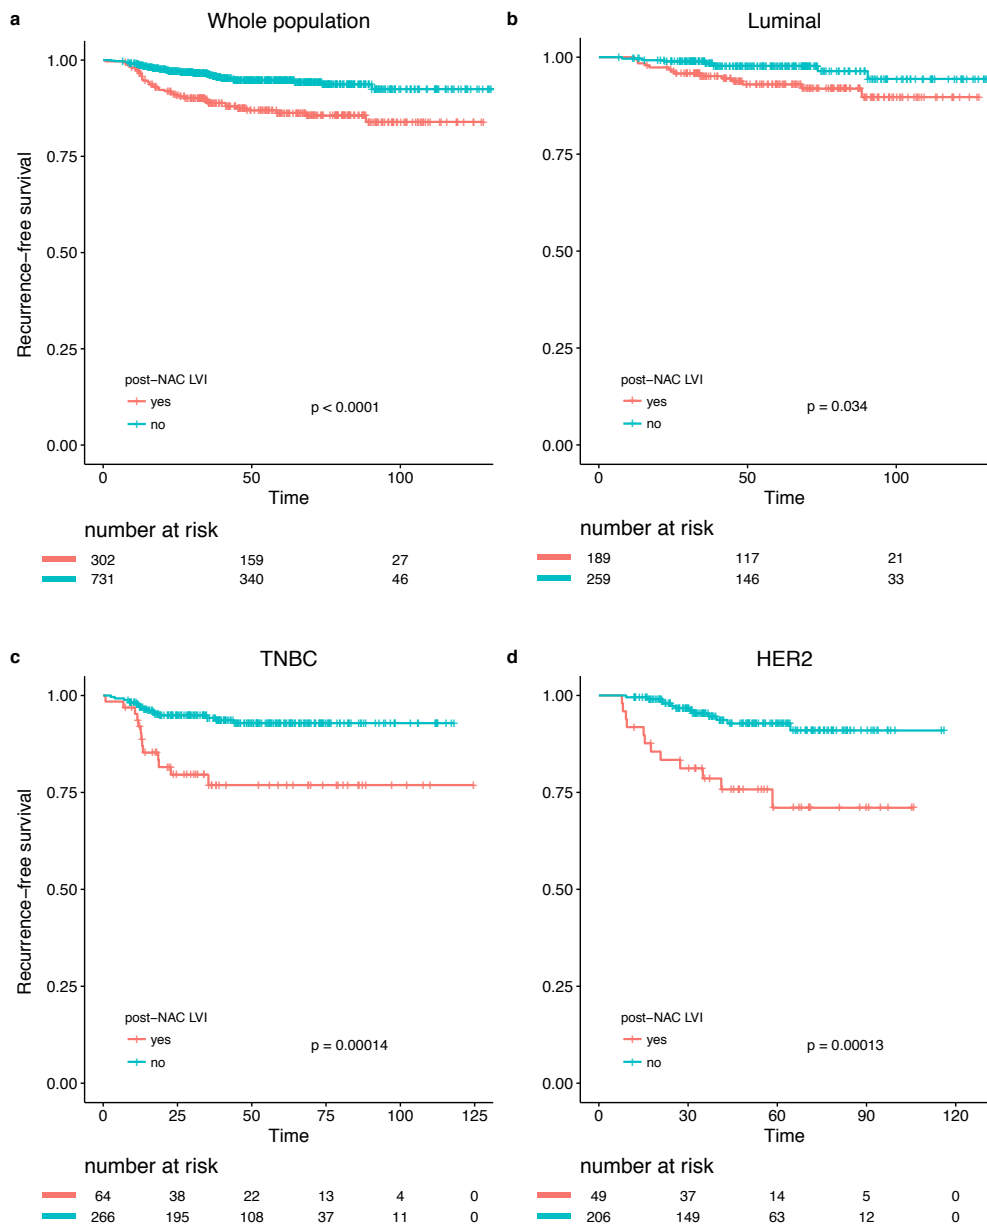 a
Whole population
Recurrence−free survival
1.00
0.75
0.50
0.25
0.00
post−NAC LVI
yes
no
p < 0.0001
0 50 100
Time
number at risk
302 159 27
731 340 46
b
Luminal
1.00
0.75
0.50
0.25
0.00
post−NAC LVI
yes
no
p = 0.034
0 50 100
Time
number at risk
189 117 21
259 146 33
c
TNBC
Recurrence−free survival
1.00
0.75
0.50
0.25
0.00
post−NAC LVI
yes
no
p = 0.00014
0 25 50 75 100 125
Time
number at risk
64 38 22 13 4 0
266 195 108 37 11 0
d
HER2
1.00
0.75
0.50
0.25
0.00
post−NAC LVI
yes
no
p = 0.00013
0 30 60 90 120
Time
number at risk
49 37 14 5 0
206 149 63 12 0